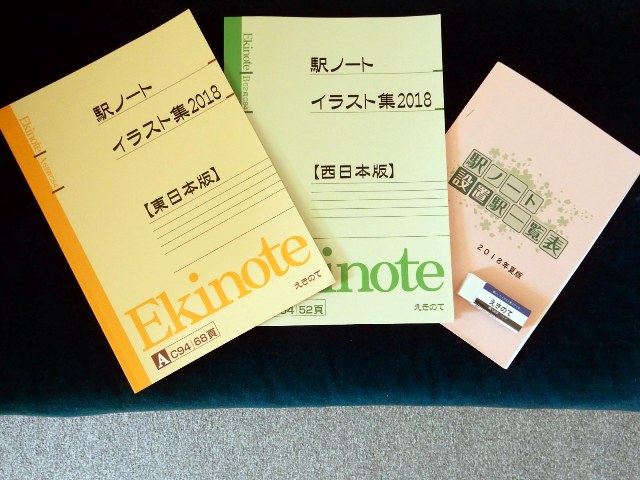 駅ノート
イラスト集2018
【東日本版】
Ekinote
えきのて
A C94 68頁
Ekinote
駅ノート
イラスト集2018
【西日本版】
inote
えきのて
94 52頁
Ekinote
駅ノート
設置駅一覧表
2018年夏版
えきのて